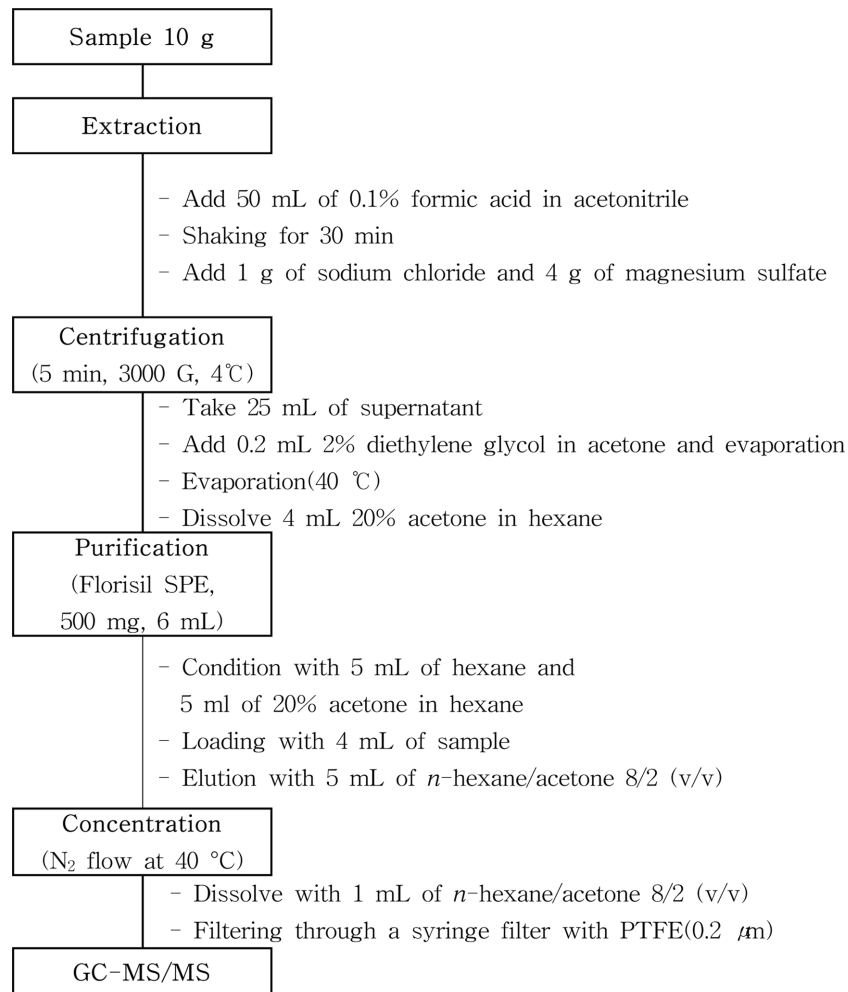 Sample 10 g
Extraction
- Add 50 mL of 0.1% formic acid in acetonitrile
- Shaking for 30 min
- Add 1 g of sodium chloride and 4 g of magnesium sulfate
Centrifugation
(5 min, 3000 G, 4℃)
- Take 25 mL of supernatant
- Add 0.2 mL 2% diethylene glycol in acetone and evaporation
- Evaporation(40 ℃)
- Dissolve 4 mL 20% acetone in hexane
Purification
(Florisil SPE,
500 mg, 6 mL)
- Condition with 5 mL of hexane and
5 ml of 20% acetone in hexane
- Loading with 4 mL of sample
- Elution with 5 mL of n-hexane/acetone 8/2 (v/v)
Concentration
(N₂ flow at 40 °C)
- Dissolve with 1 mL of n-hexane/acetone 8/2 (v/v)
- Filtering through a syringe filter with PTFE(0.2 ㎛)
GC-MS/MS